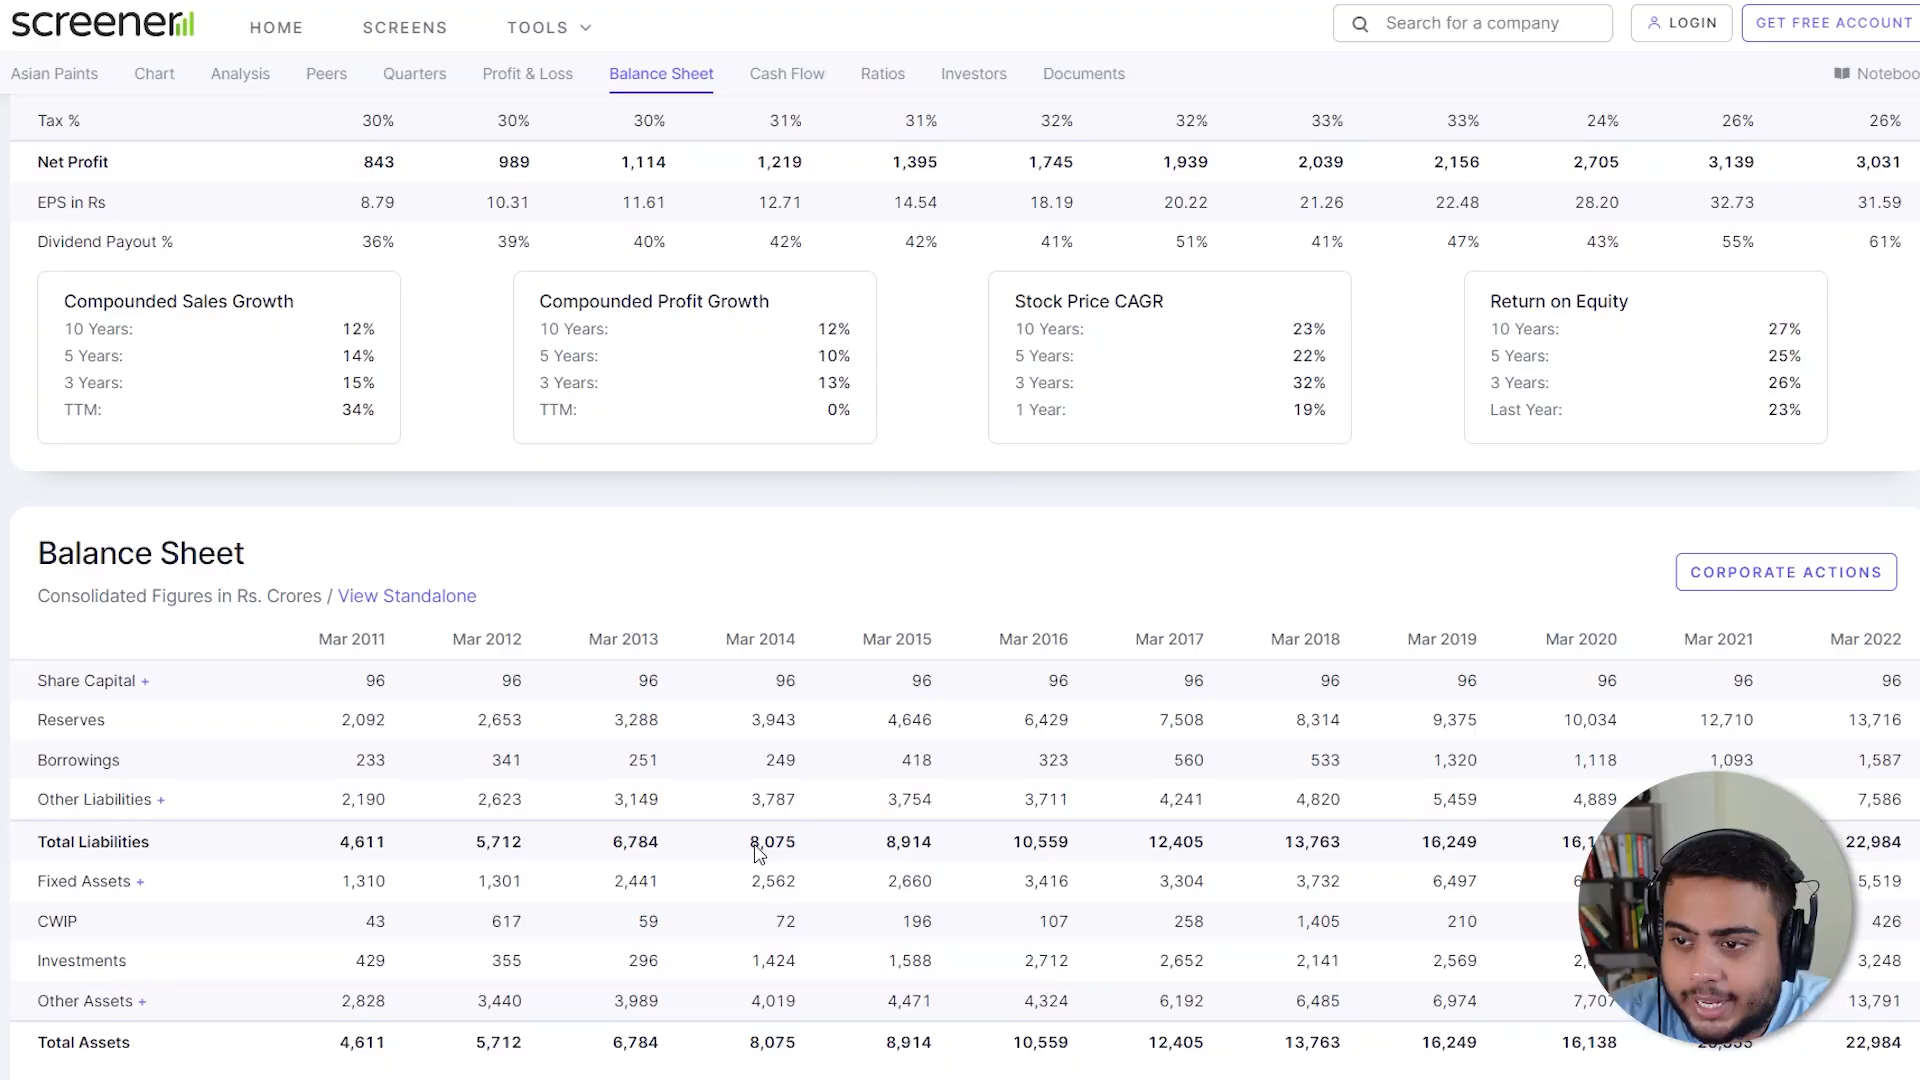 screener
HOME SCREENS TOOLS
Search for a company
LOGIN
GET FREE ACCOUNT
Asian Paints Chart Analysis Peers Quarters Profit & Loss Balance Sheet Cash Flow Ratios Investors Documents Noteboo
Tax % 30% 30% 30% 31% 31% 32% 32% 33% 33% 24% 26% 26%
Net Profit 843 989 1,114 1,219 1,395 1,745 1,939 2,039 2,156 2,705 3,139 3,031
EPS in Rs 8.79 10.31 11.61 12.71 14.54 18.19 20.22 21.26 22.48 28.20 32.73 31.59
Dividend Payout % 36% 39% 40% 42% 42% 41% 51% 41% 47% 43% 55% 61%
Compounded Sales Growth
10 Years: 12%
5 Years: 14%
3 Years: 15%
TTM: 34%
Compounded Profit Growth
10 Years: 12%
5 Years: 10%
3 Years: 13%
TTM: 0%
Stock Price CAGR
10 Years: 23%
5 Years: 22%
3 Years: 32%
1 Year: 19%
Return on Equity
10 Years: 27%
5 Years: 25%
3 Years: 26%
Last Year: 23%
Balance Sheet
CORPORATE ACTIONS
Consolidated Figures in Rs. Crores / View Standalone
Mar 2011 Mar 2012 Mar 2013 Mar 2014 Mar 2015 Mar 2016 Mar 2017 Mar 2018 Mar 2019 Mar 2020 Mar 2021 Mar 2022
Share Capital + 96 96 96 96 96 96 96 96 96 96 96 96
Reserves 2,092 2,653 3,288 3,943 4,646 6,429 7,508 8,314 9,375 10,034 12,710 13,716
Borrowings 233 341 251 249 418 323 560 533 1,320 1,118 1,093 1,587
Other Liabilities + 2,190 2,623 3,149 3,787 3,754 3,711 4,241 4,820 5,459 4,889 7,586
Total Liabilities 4,611 5,712 6,784 8,075 8,914 10,559 12,405 13,763 16,249 16,1 22,984
Fixed Assets + 1,310 1,301 2,441 2,562 2,660 3,416 3,304 3,732 6,497 6 5,519
CWIP 43 617 59 72 196 107 258 1,405 210 426
Investments 429 355 296 1,424 1,588 2,712 2,652 2,141 2,569 2, 3,248
Other Assets + 2,828 3,440 3,989 4,019 4,471 4,324 6,192 6,485 6,974 7,707 13,791
Total Assets 4,611 5,712 6,784 8,075 8,914 10,559 12,405 13,763 16,249 16,138 22,984